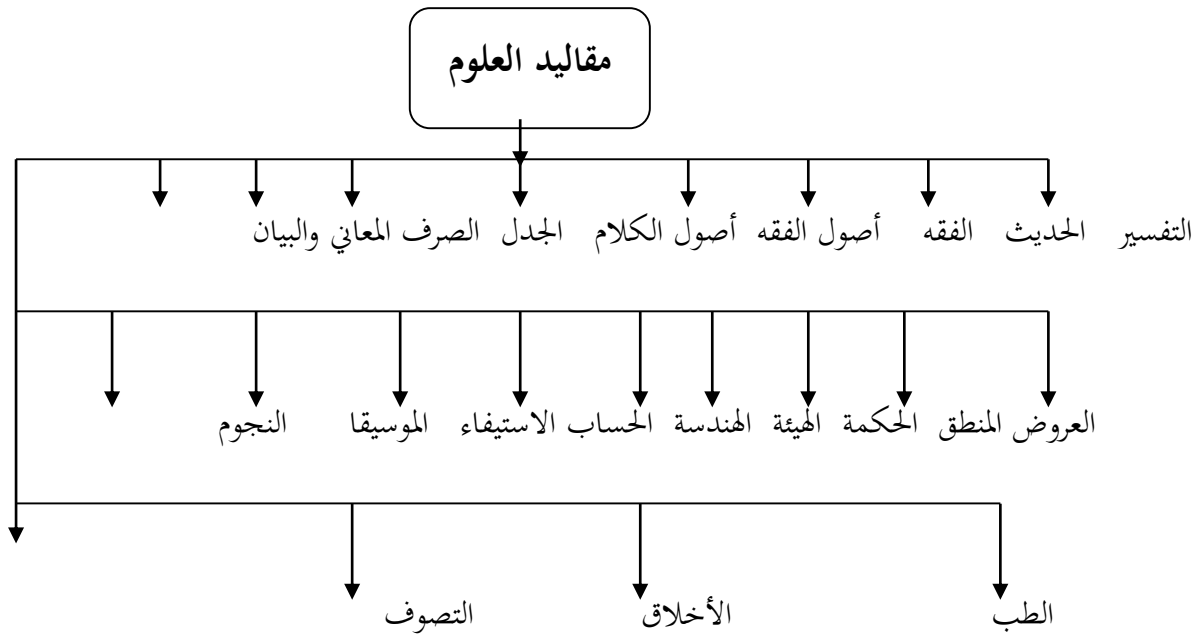 مقاليد العلوم
التفسير الحديث الفقه أصول الفقه أصول الكلام الجدل الصرف المعاني والبيان
العروض المنطق الحكمة الهيئة الهندسة الحساب الاستيفاء الموسيقا النجوم
الطب الأخلاق التصوف